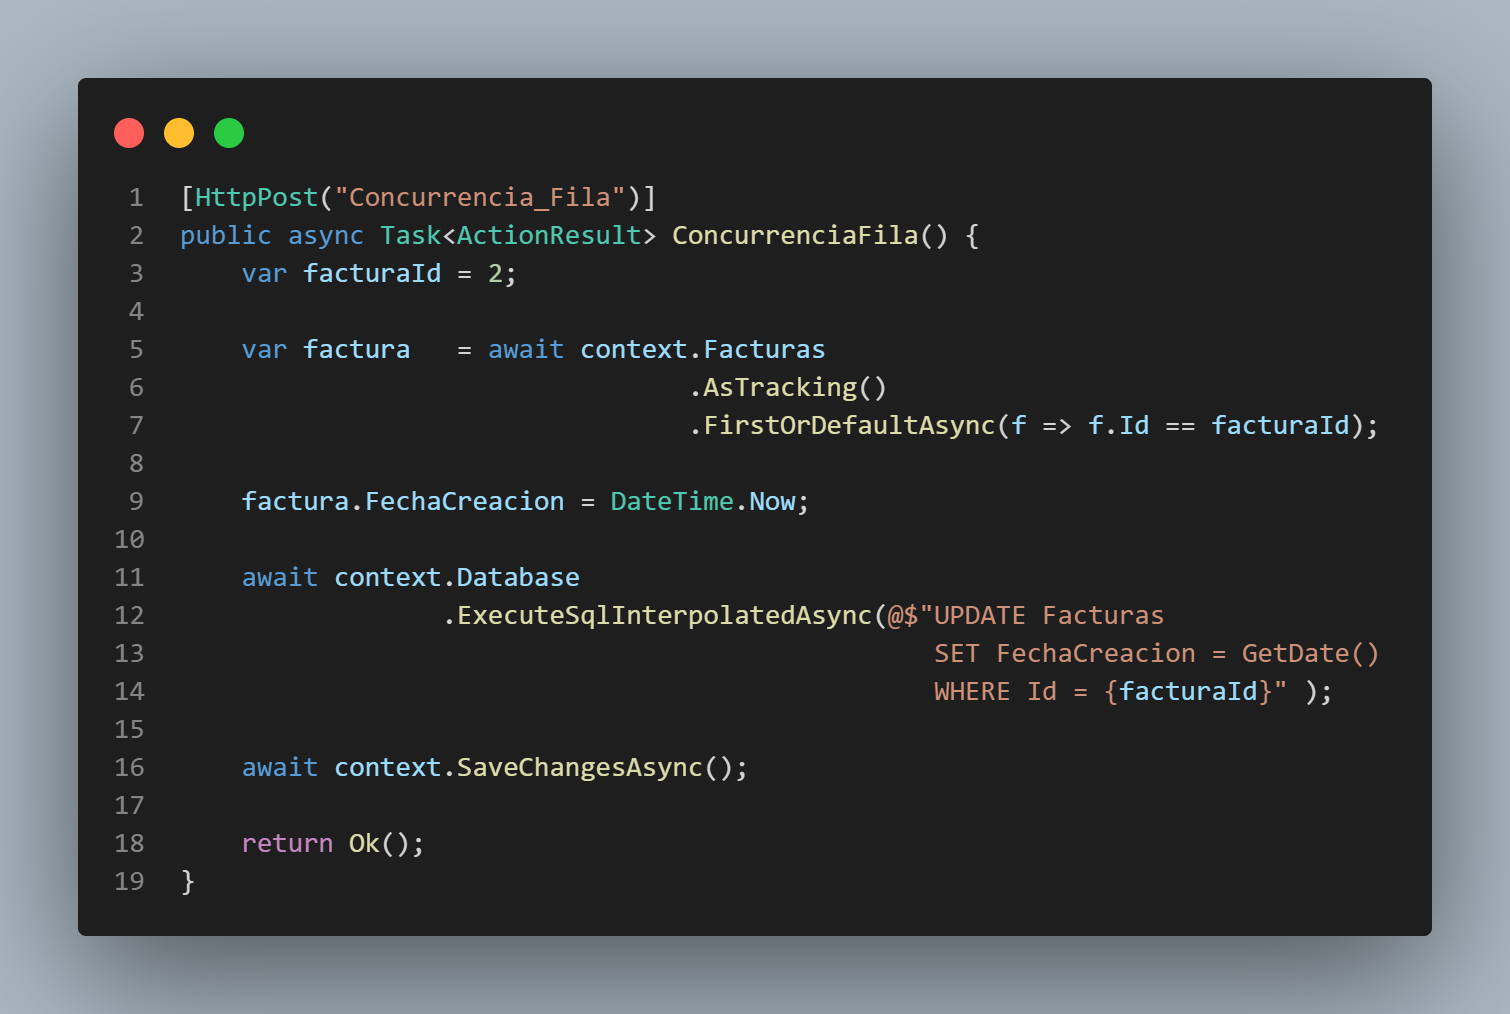 1 [HttpPost("Concurrencia_Fila")]
2 public async Task<ActionResult> ConcurrenciaFila() {
3     var facturaId = 2;
4
5     var factura   = await context.Facturas
6                                  .AsTracking()
7                                  .FirstOrDefaultAsync(f => f.Id == facturaId);
8
9     factura.FechaCreacion = DateTime.Now;
10
11     await context.Database
12                  .ExecuteSqlInterpolatedAsync(@$"UPDATE Facturas
13                                                 SET FechaCreacion = GetDate()
14                                                 WHERE Id = {facturaId}" );
15
16     await context.SaveChangesAsync();
17
18     return Ok();
19 }